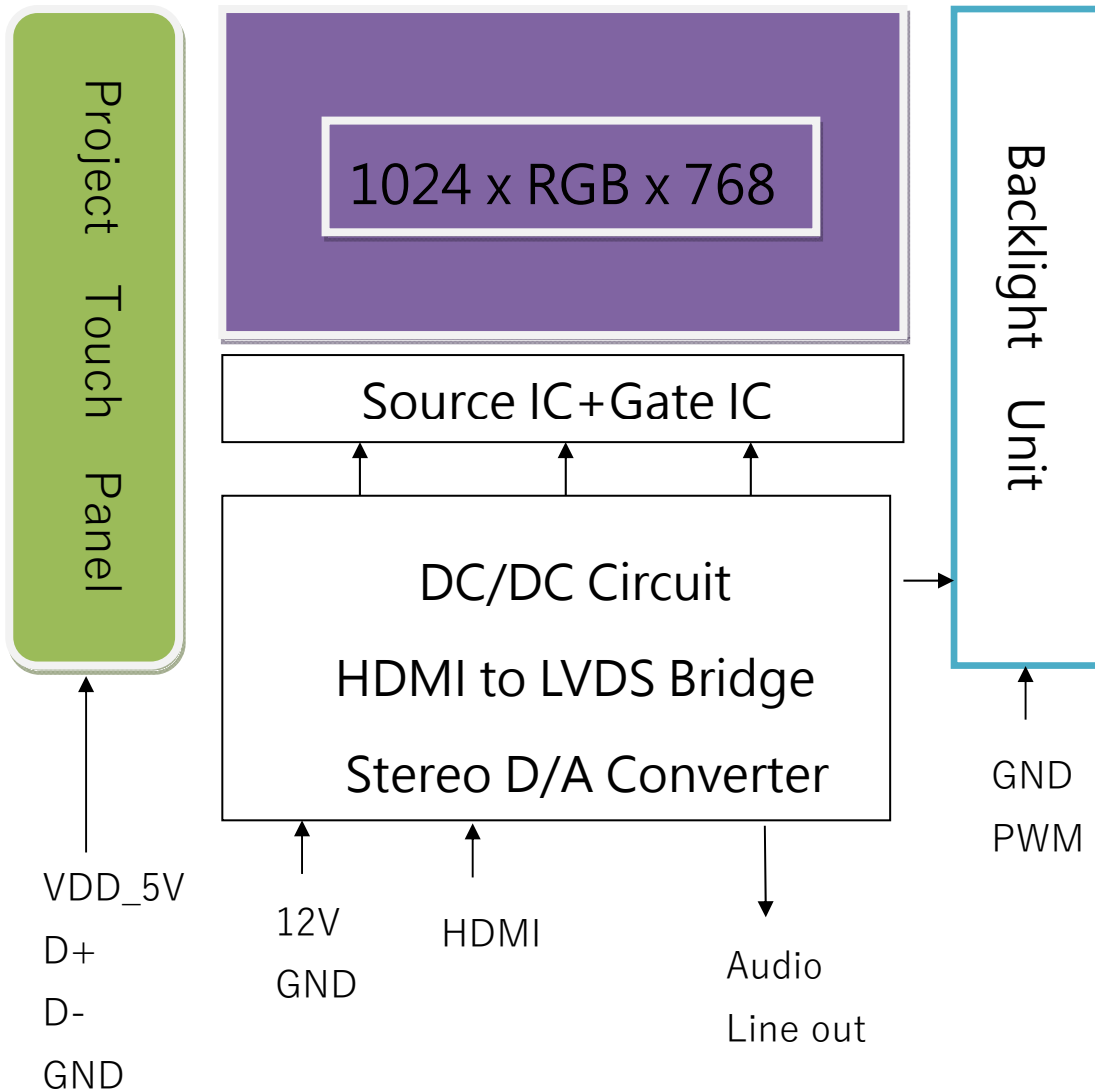 Project Touch Panel
1024 x RGB x 768
Backlight Unit
Source IC+Gate IC
DC/DC Circuit
HDMI to LVDS Bridge
Stereo D/A Converter
VDD_5V
D+
D-
GND
12V
GND
HDMI
Audio
Line out
GND
PWM